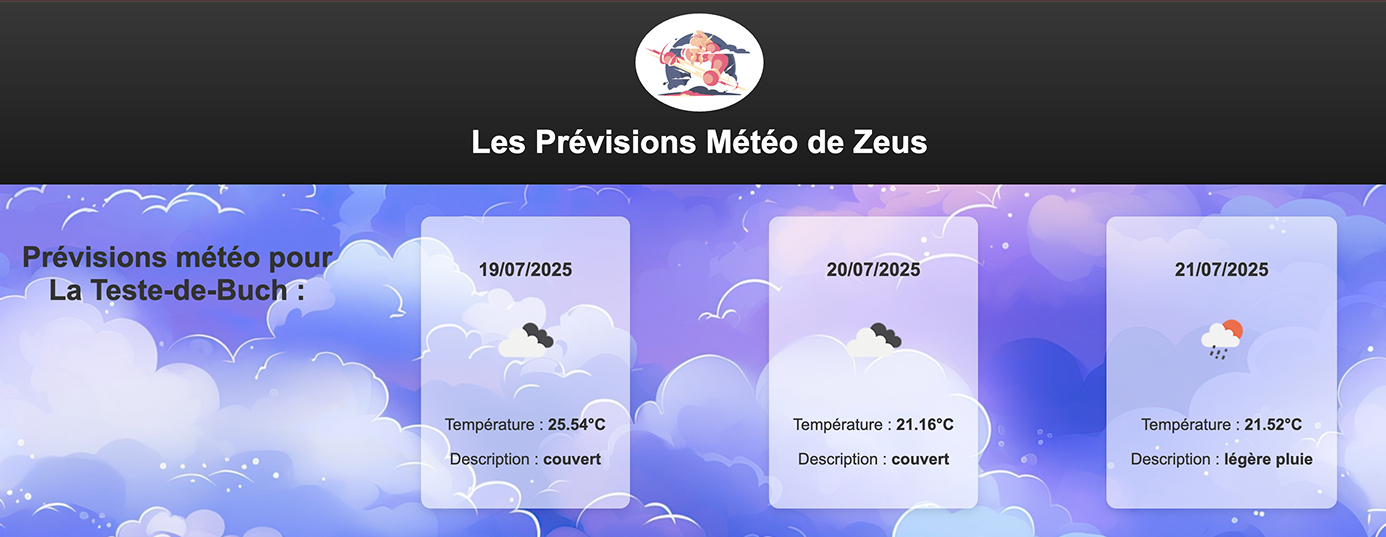 Les Prévisions Météo de Zeus
Prévisions météo pour
La Teste-de-Buch :
19/07/2025
Température : 25.54°C
Description : couvert
20/07/2025
Température : 21.16°C
Description : couvert
21/07/2025
Température : 21.52°C
Description : légère pluie